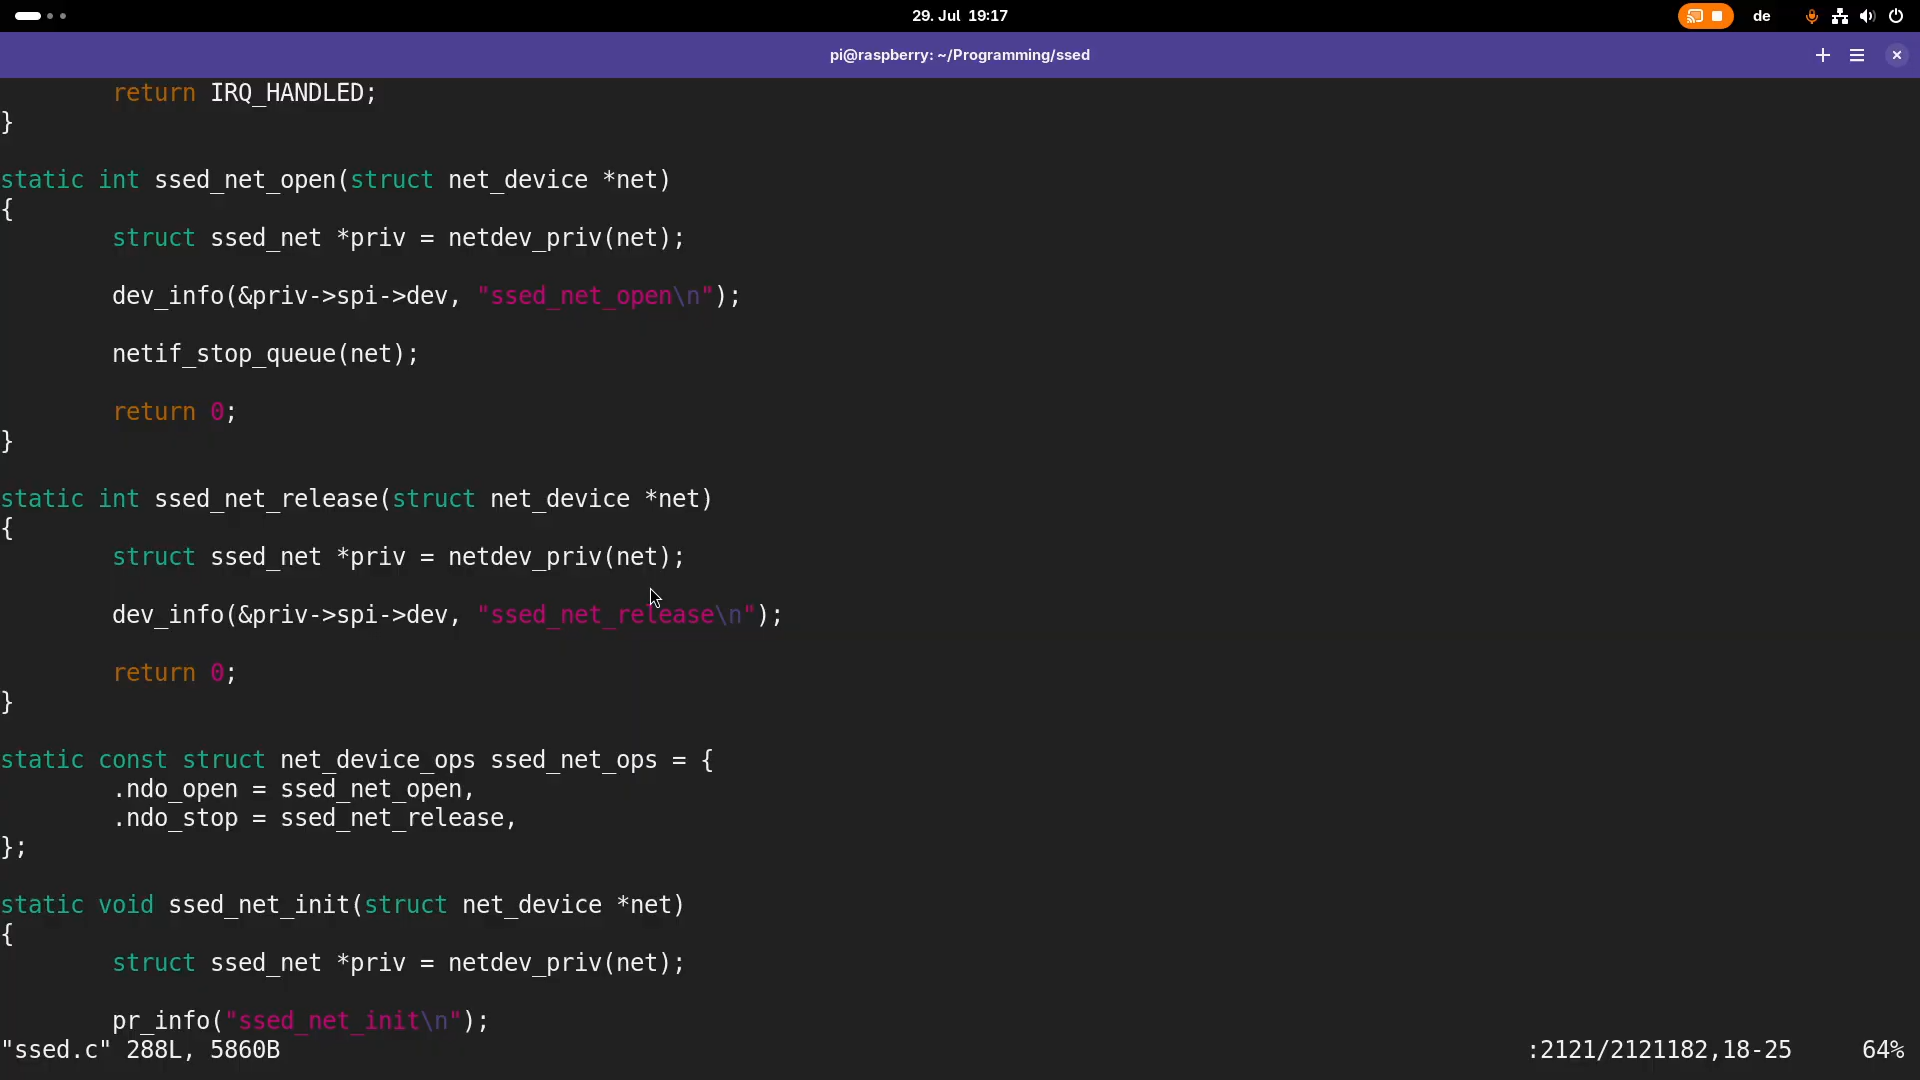 29. Jul 19:17
de
pi@raspberry: ~/Programming/ssed
        return IRQ_HANDLED;
}
static int ssed_net_open(struct net_device *net)
{
        struct ssed_net *priv = netdev_priv(net);
        dev_info(&priv->spi->dev, "ssed_net_open\n");
        netif_stop_queue(net);
        return 0;
}
static int ssed_net_release(struct net_device *net)
{
        struct ssed_net *priv = netdev_priv(net);
        dev_info(&priv->spi->dev, "ssed_net_release\n");
        return 0;
}
static const struct net_device_ops ssed_net_ops = {
        .ndo_open = ssed_net_open,
        .ndo_stop = ssed_net_release,
};
static void ssed_net_init(struct net_device *net)
{
        struct ssed_net *priv = netdev_priv(net);
        pr_info("ssed_net_init\n");
"ssed.c" 288L, 5860B :2121/2121182,18-25 64%